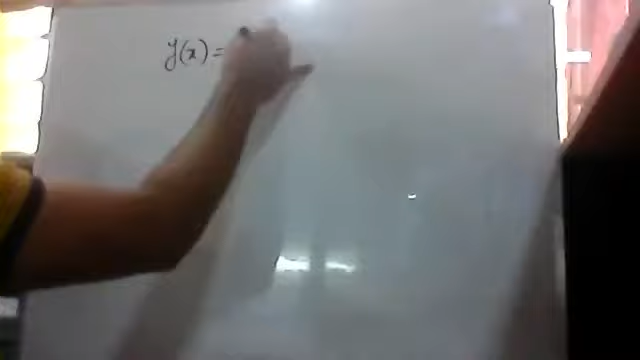 y(x) =